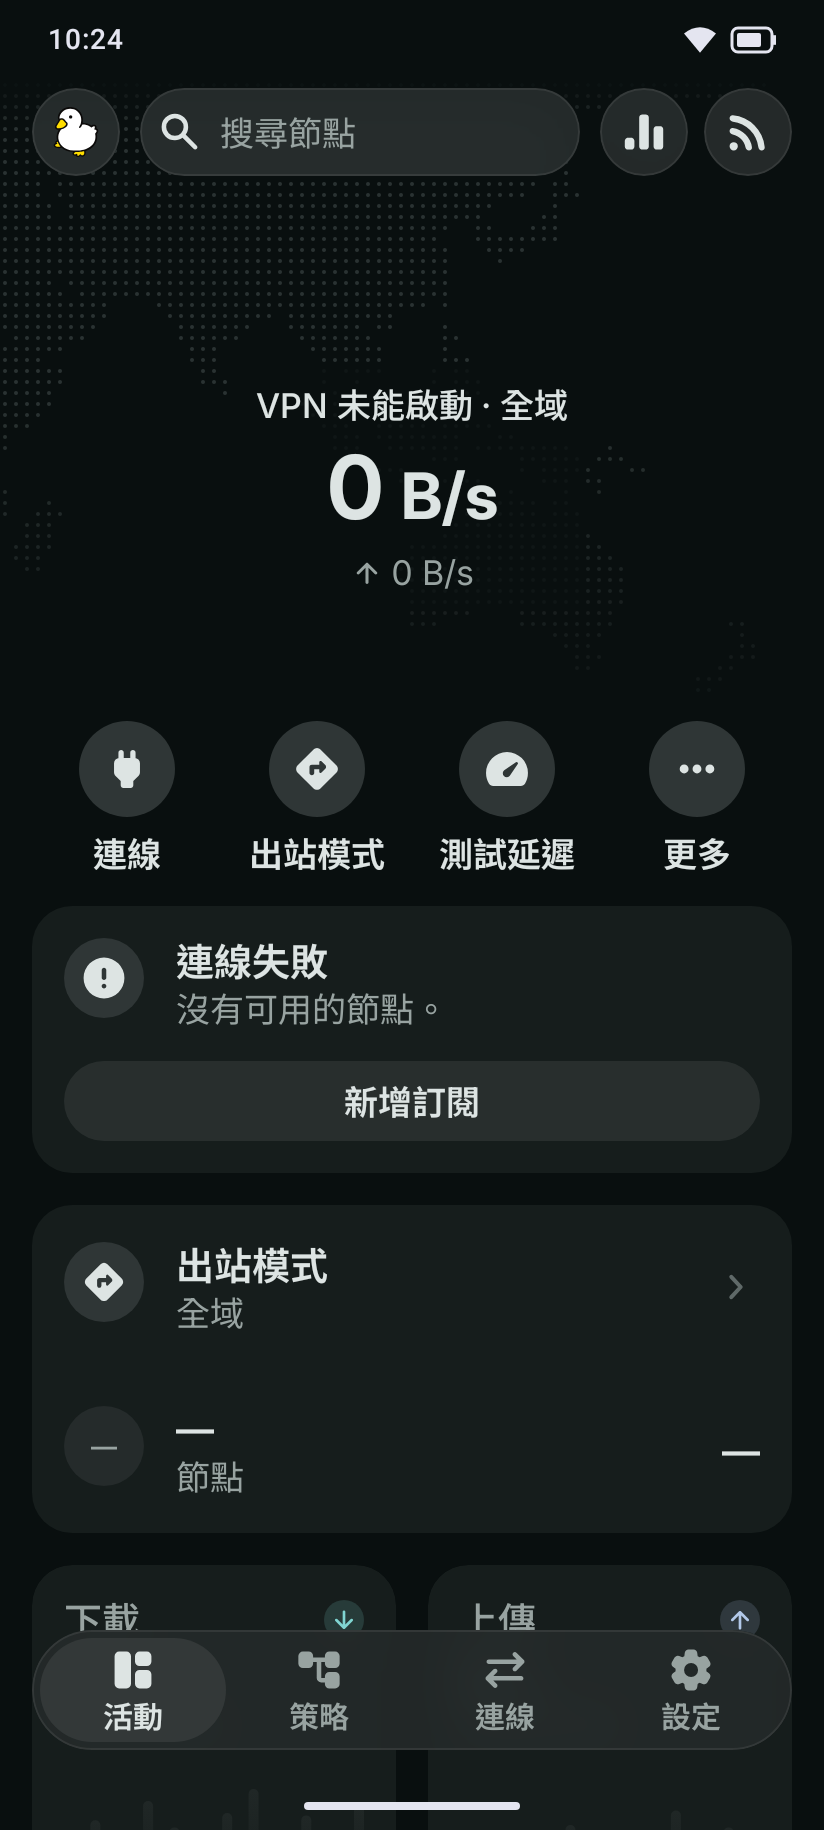 10:24
搜尋節點
VPN 未能啟動 · 全域
0 B/s
↑ 0 B/s
連線
出站模式
測試延遲
更多
連線失敗
沒有可用的節點。
新增訂閱
出站模式
全域
—
—
節點
—
下載
上傳
活動
策略
連線
設定